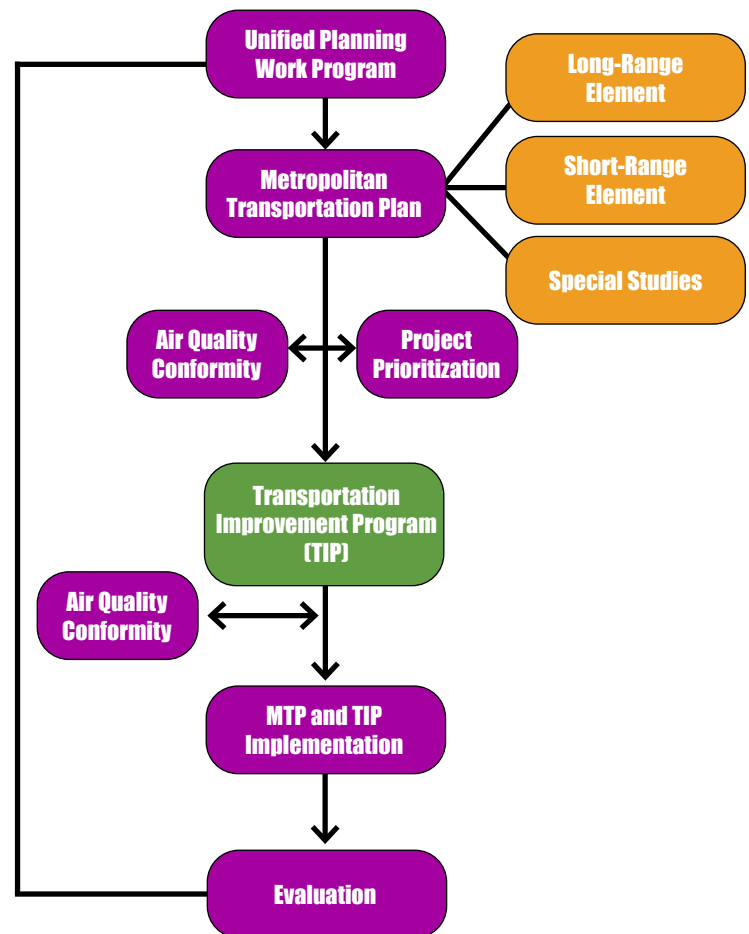 Unified Planning
Work Program
Long-Range
Element
Metropolitan
Transportation Plan
Short-Range
Element
Special Studies
Air Quality
Conformity
Project
Prioritization
Transportation
Improvement Program
(TIP)
Air Quality
Conformity
MTP and TIP
Implementation
Evaluation